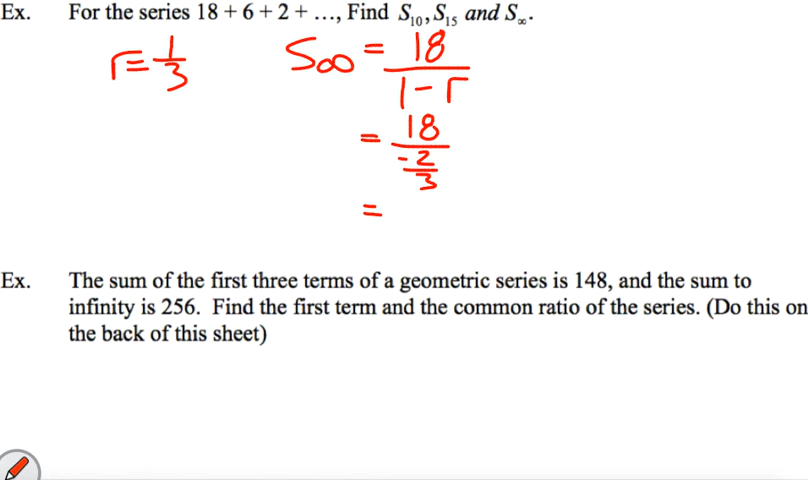 Ex. For the series 18 + 6 + 2 + …, Find S₁₀, S₁₅ and S∞.
r = 1/3
S∞ = 18/(1 - r)
= 18/(-2/3)
=
Ex. The sum of the first three terms of a geometric series is 148, and the sum to
infinity is 256. Find the first term and the common ratio of the series. (Do this on
the back of this sheet)